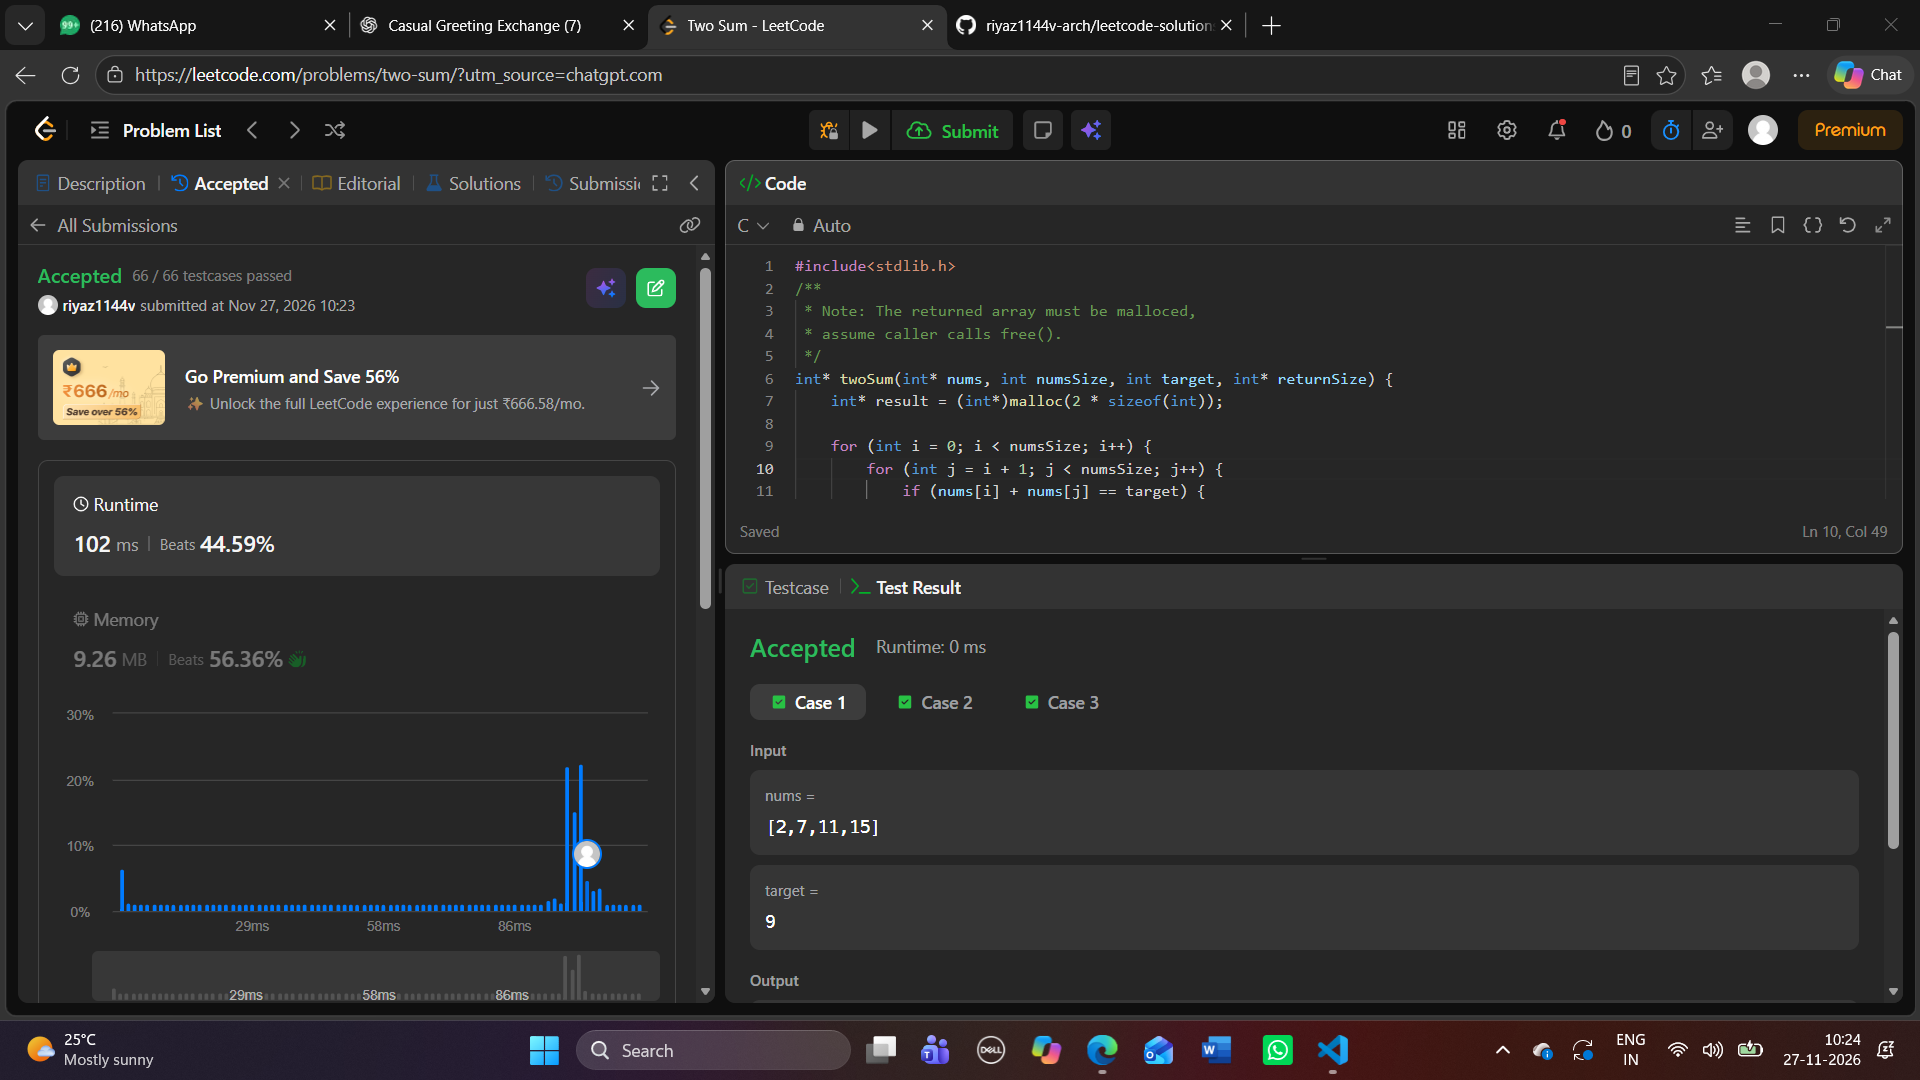 99+ (216) WhatsApp
Casual Greeting Exchange (7)
Two Sum - LeetCode
riyaz1144v-arch/leetcode-solution
https://leetcode.com/problems/two-sum/?utm_source=chatgpt.com
Chat
Problem List
Submit
0
Premium
Description
Accepted
Editorial
Solutions
Submissi
All Submissions
Accepted 66 / 66 testcases passed
riyaz1144v submitted at Nov 27, 2026 10:23
₹666/mo
Save over 56%
Go Premium and Save 56%
✨ Unlock the full LeetCode experience for just ₹666.58/mo.
Runtime
102 ms | Beats 44.59%
Memory
9.26 MB | Beats 56.36%
30%
20%
10%
0%
29ms 58ms 86ms
29ms 58ms 86ms
</> Code
C Auto
1 #include<stdlib.h>
2 /**
3 * Note: The returned array must be malloced,
4 * assume caller calls free().
5 */
6 int* twoSum(int* nums, int numsSize, int target, int* returnSize) {
7 int* result = (int*)malloc(2 * sizeof(int));
8
9 for (int i = 0; i < numsSize; i++) {
10 for (int j = i + 1; j < numsSize; j++) {
11 if (nums[i] + nums[j] == target) {
Saved
Ln 10, Col 49
Testcase
Test Result
Accepted Runtime: 0 ms
Case 1 Case 2 Case 3
Input
nums =
[2,7,11,15]
target =
9
Output
25°C
Mostly sunny
Search
DELL
ENG
IN
10:24
27-11-2026